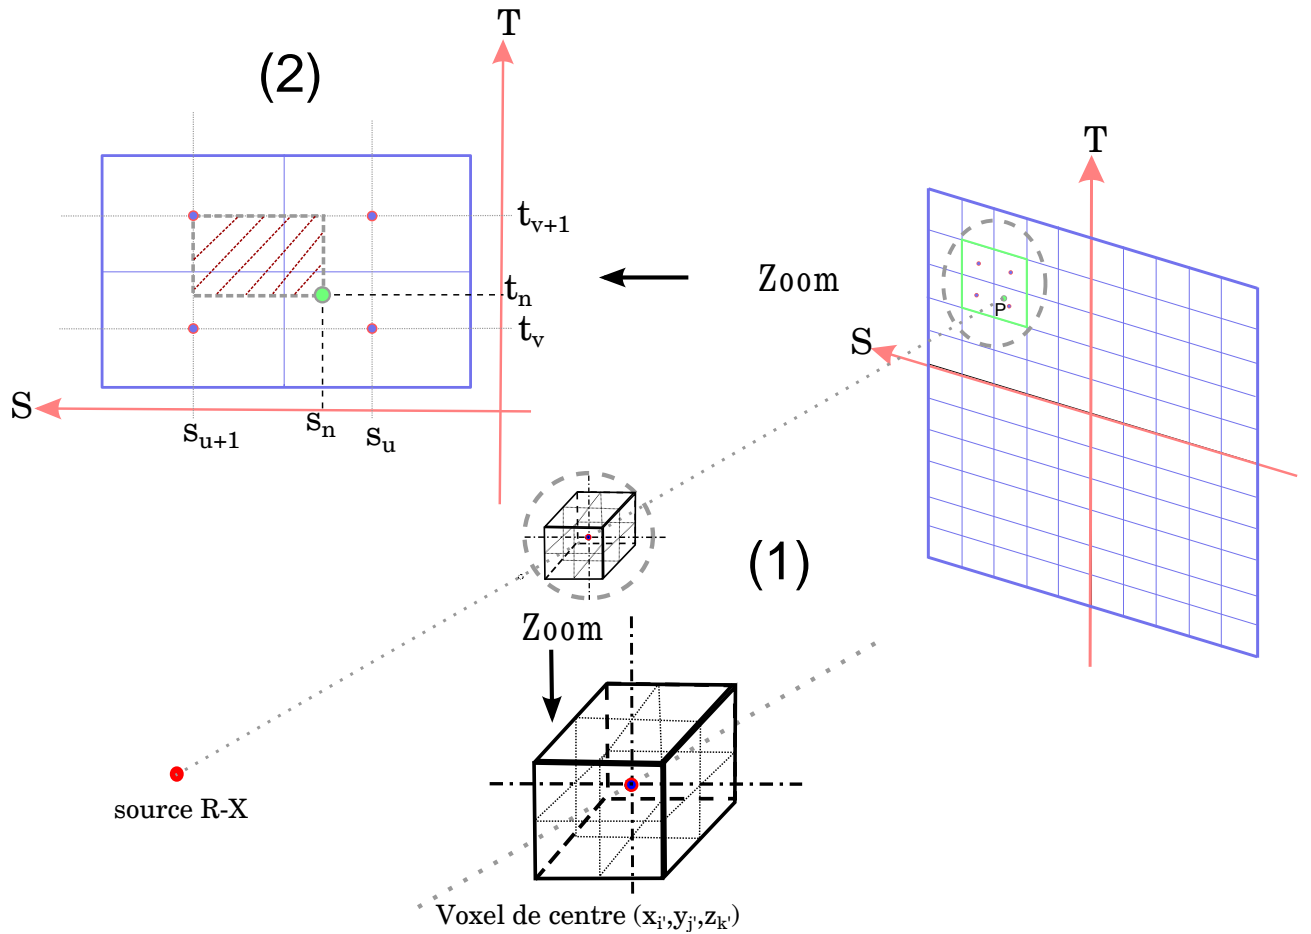 T
(2)
T
t_{v+1}
Zoom
t_n
P
t_v
S
S
s_{u+1}
s_n
s_u
(1)
Zoom
source R-X
Voxel de centre (x_{i'},y_{j'},z_{k'})